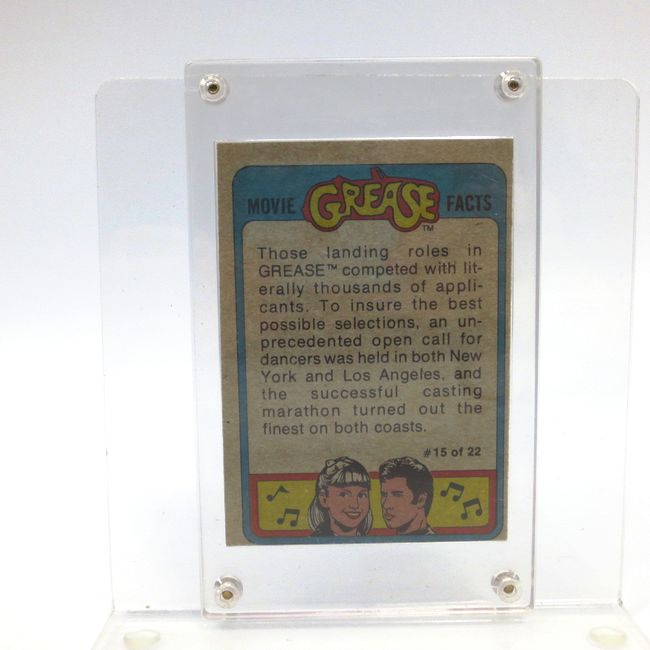 MOVIE GREASE FACTS
™
Those landing roles in
GREASE™ competed with lit-
erally thousands of appli-
cants. To insure the best
possible selections, an un-
precedented open call for
dancers was held in both New
York and Los Angeles, and
the successful casting
marathon turned out the
finest on both coasts.
#15 of 22